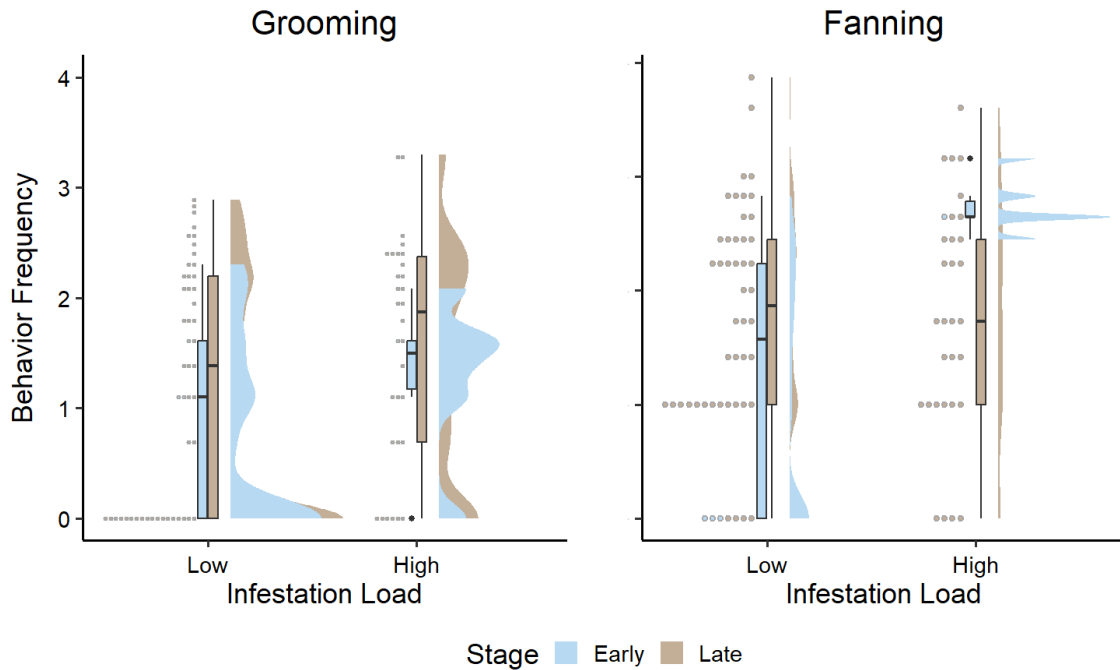 Grooming
Fanning
Behavior Frequency
4
3
2
1
0
Low
High
Low
High
Infestation Load
Infestation Load
Stage
Early
Late